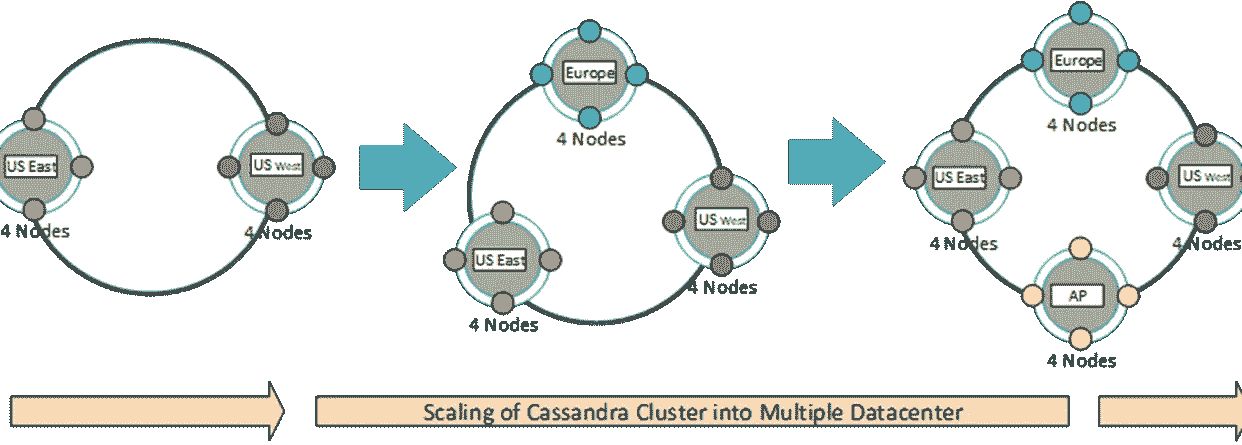 US East
4 Nodes
US West
4 Nodes
Europe
4 Nodes
US East
4 Nodes
US West
4 Nodes
Europe
4 Nodes
US East
4 Nodes
US West
4 Nodes
AP
4 Nodes
Scaling of Cassandra Cluster into Multiple Datacenter